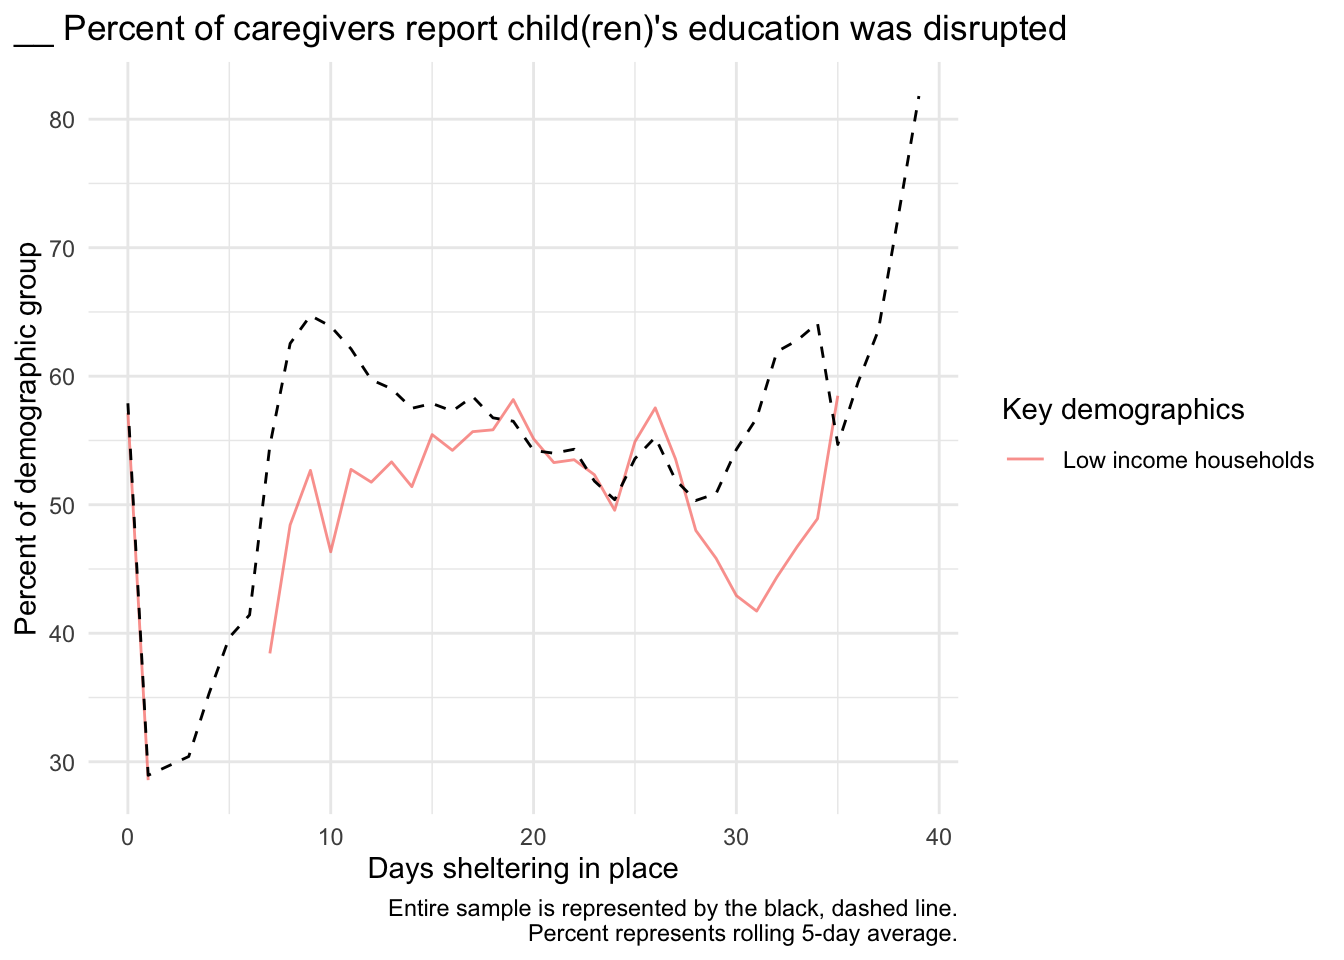 __ Percent of caregivers report child(ren)'s education was disrupted
Percent of demographic group
80
70
60
50
40
30
0 10 20 30 40
Days sheltering in place
Key demographics
Low income households
Entire sample is represented by the black, dashed line.
Percent represents rolling 5-day average.